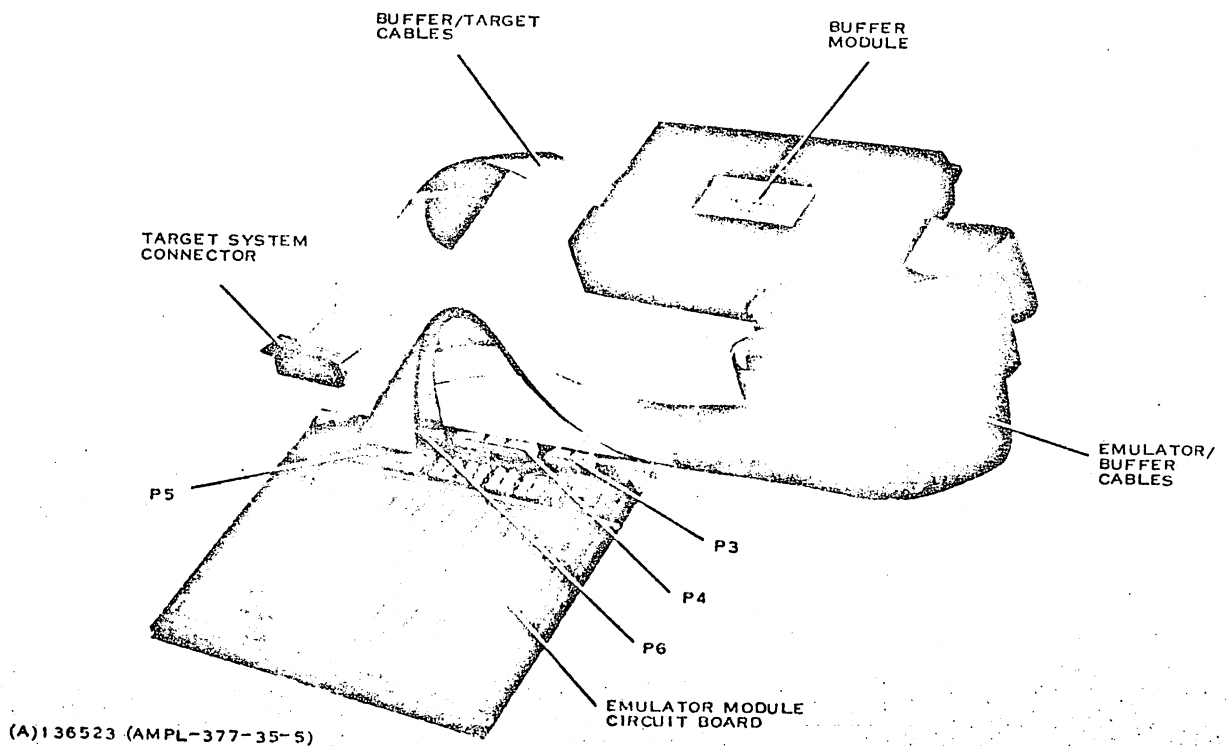 BUFFER/TARGET
CABLES
BUFFER
MODULE
TARGET SYSTEM
CONNECTOR
EMULATOR/
BUFFER
CABLES
P5
P3
P4
P6
EMULATOR MODULE
CIRCUIT BOARD
(A)136523 (AMPL-377-35-5)